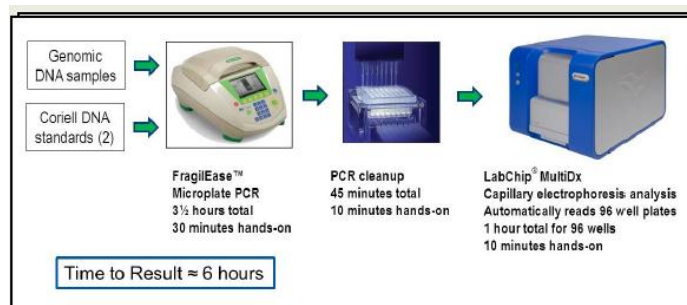 Genomic
DNA samples
Coriell DNA
standards (2)
FragilEase™
Microplate PCR
3½ hours total
30 minutes hands-on
PCR cleanup
45 minutes total
10 minutes hands-on
LabChip® MultiDx
Capillary electrophoresis analysis
Automatically reads 96 well plates
1 hour total for 96 wells
10 minutes hands-on
Time to Result ≈ 6 hours